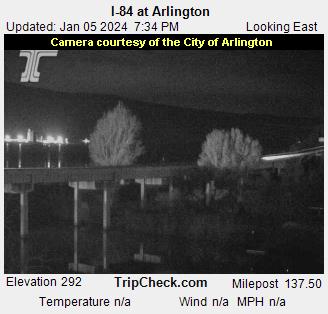 I-84 at Arlington
Updated: Jan 05 2024 7:34 PM Looking East
Camera courtesy of the City of Arlington
Elevation 292 TripCheck.com Milepost 137.50
Temperature n/a Wind n/a MPH n/a